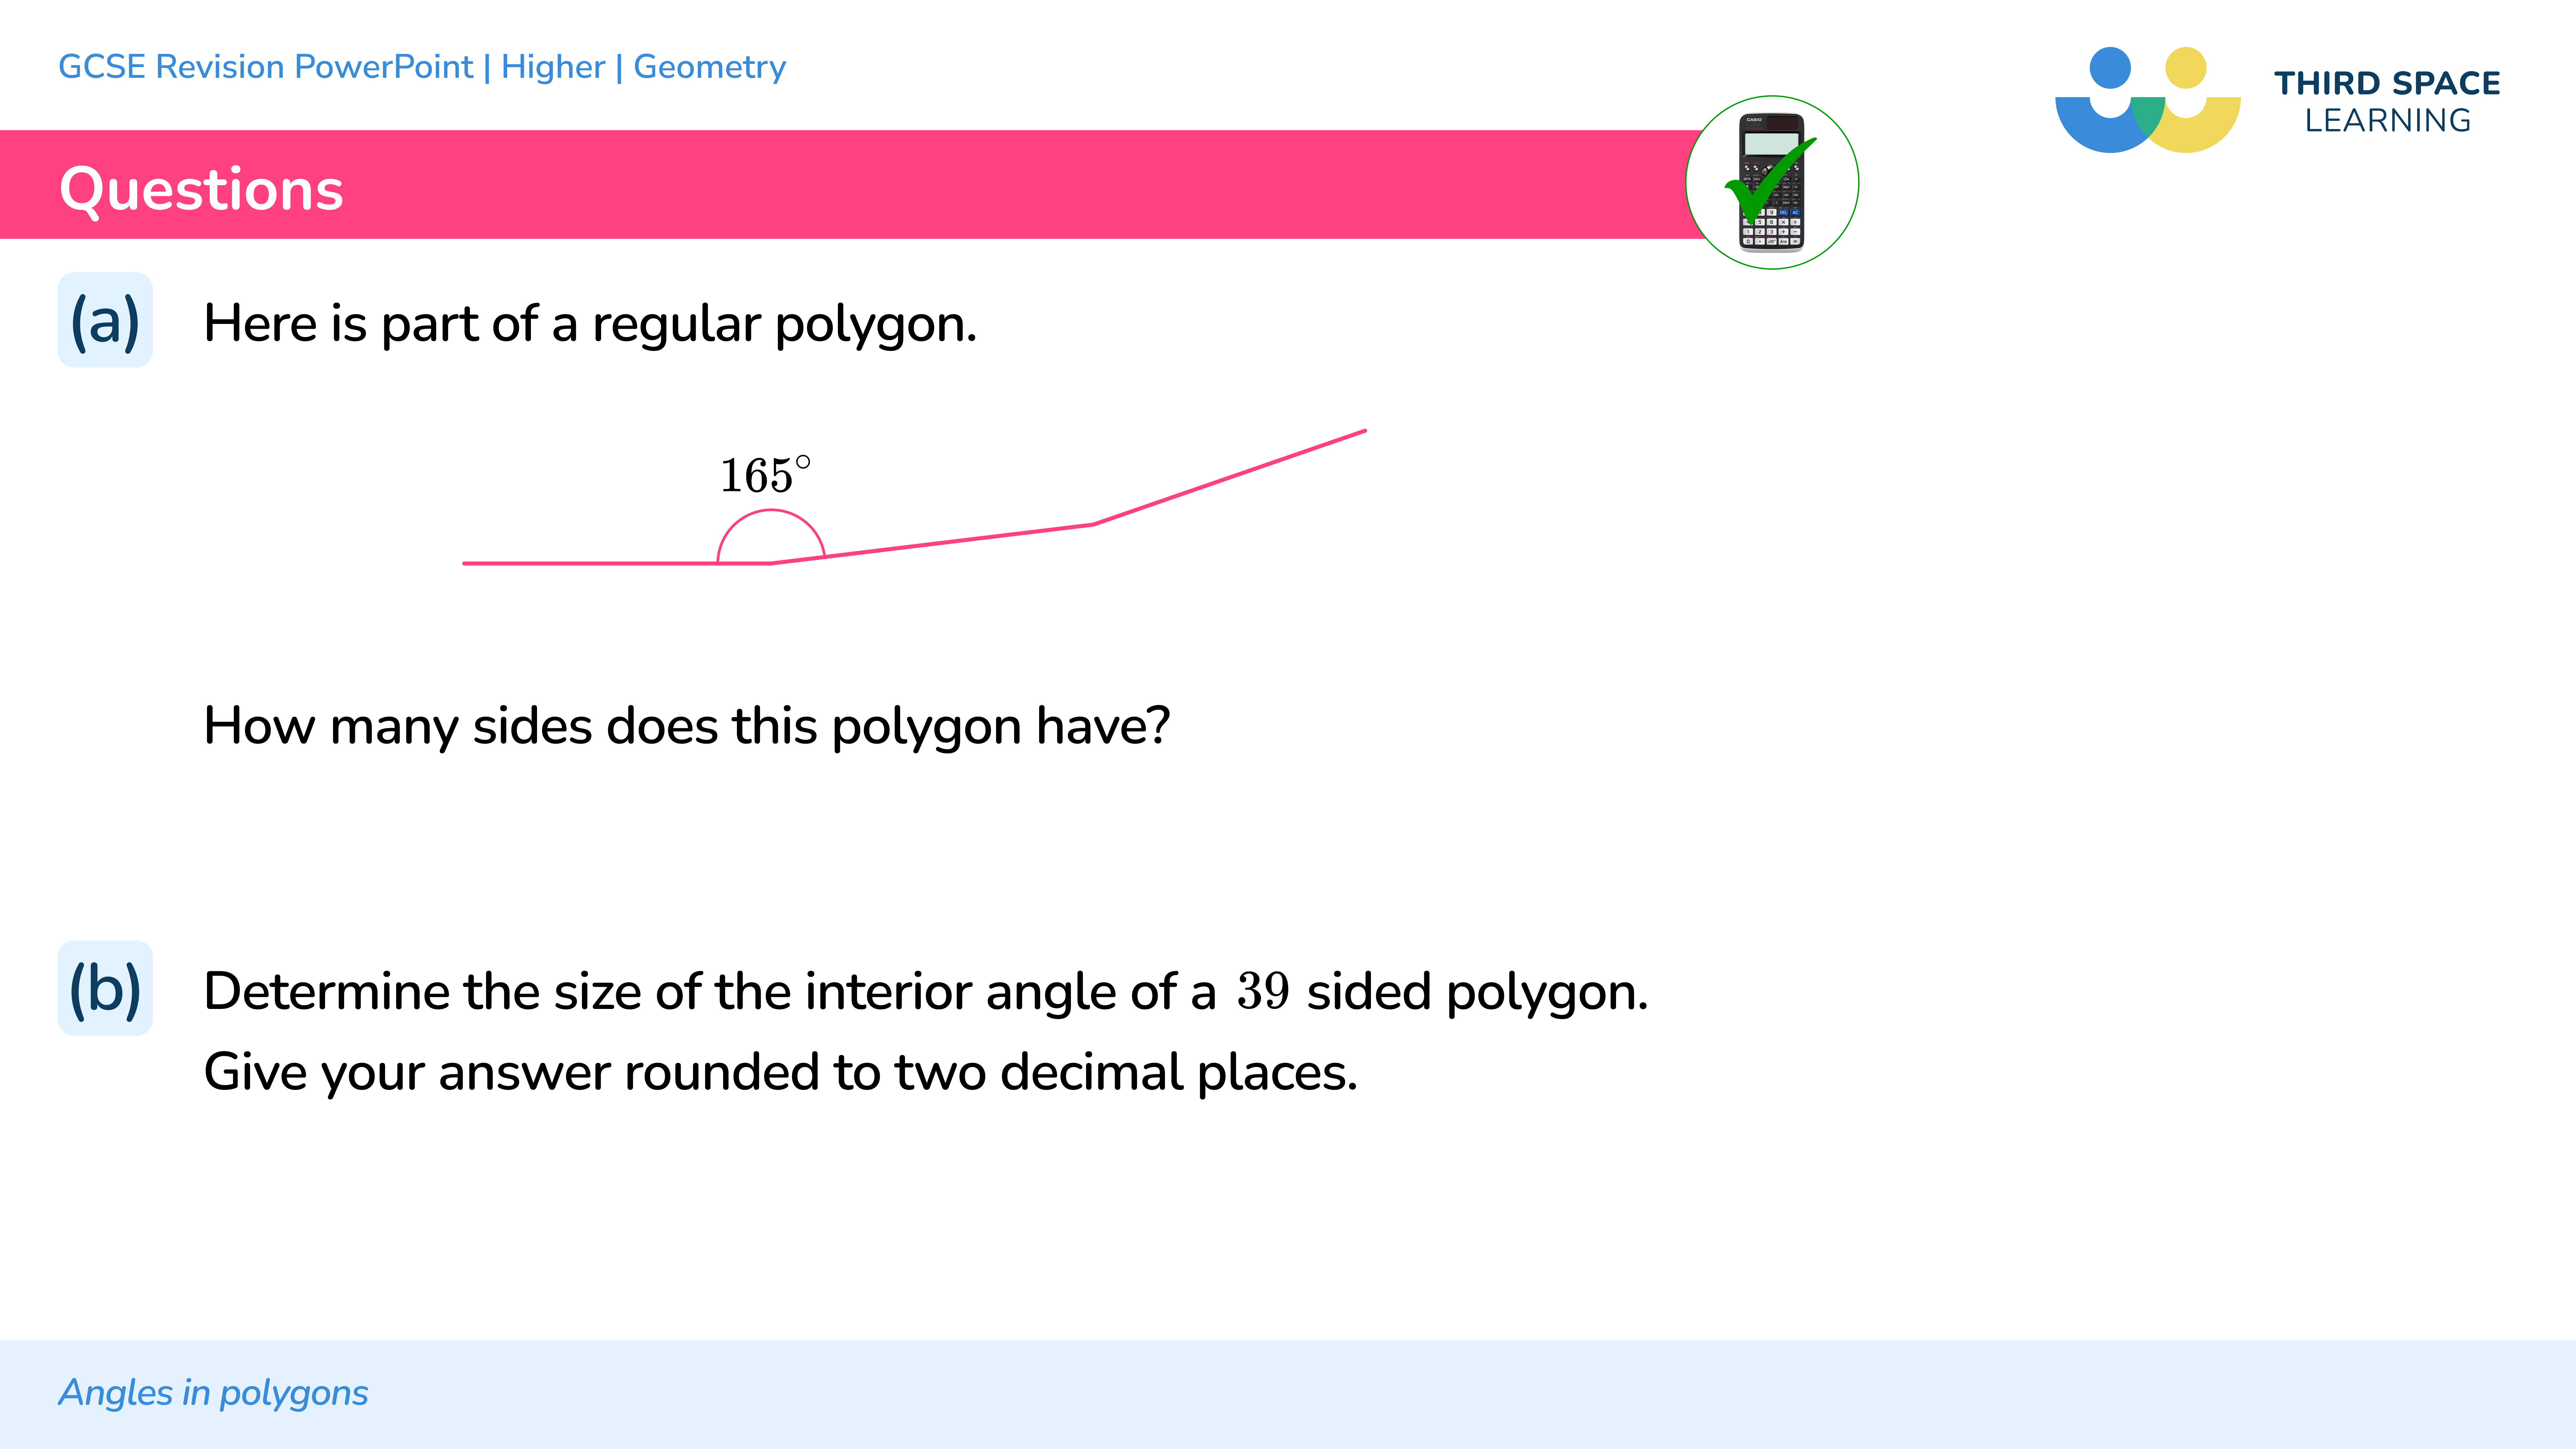 GCSE Revision PowerPoint | Higher | Geometry
THIRD SPACE
LEARNING
Questions
CASIO
(a) Here is part of a regular polygon.
165°
How many sides does this polygon have?
(b) Determine the size of the interior angle of a 39 sided polygon.
Give your answer rounded to two decimal places.
Angles in polygons